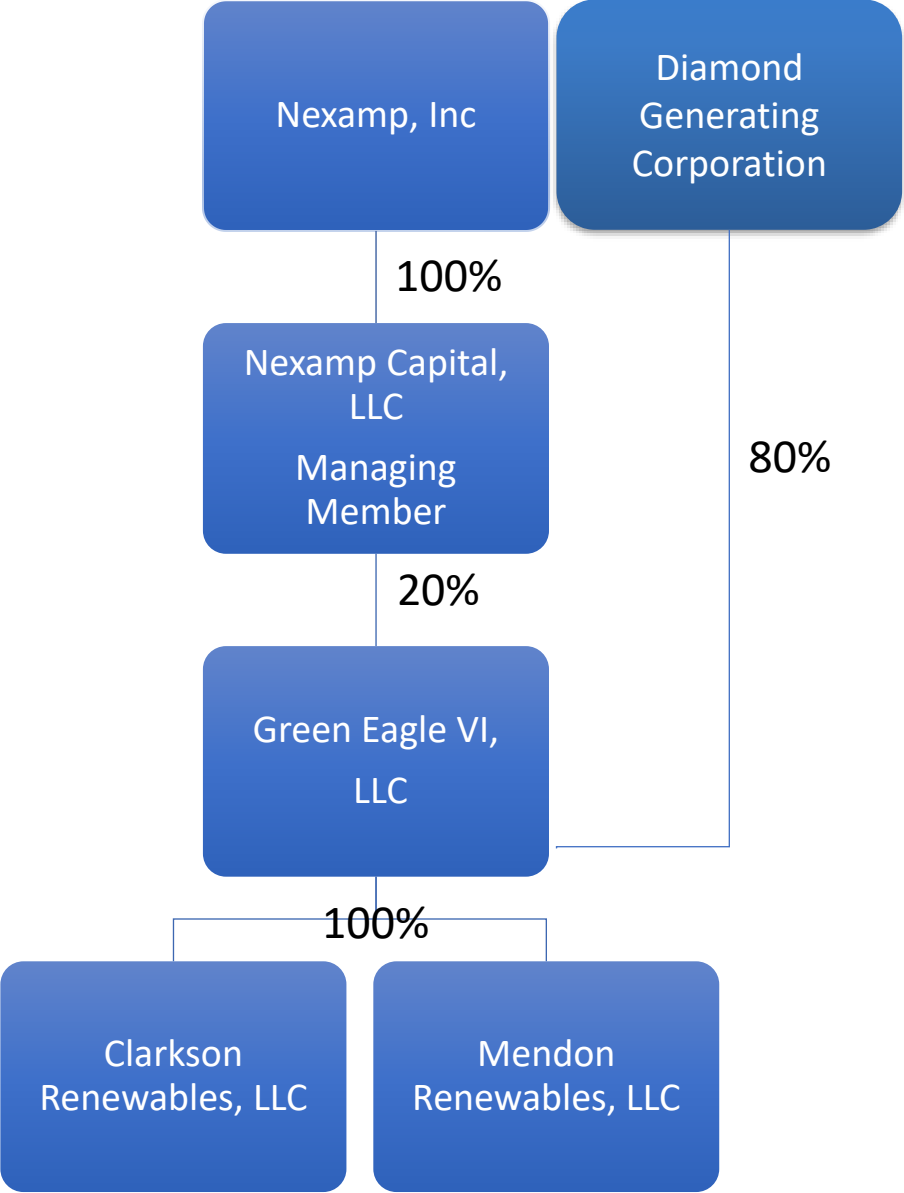 Nexamp, Inc
Diamond
Generating
Corporation
100%
Nexamp Capital,
LLC
Managing
Member
80%
20%
Green Eagle VI,
LLC
100%
Clarkson
Renewables, LLC
Mendon
Renewables, LLC